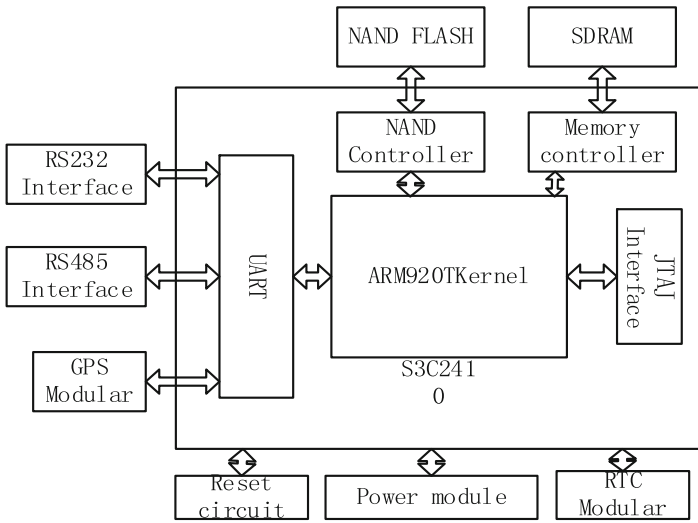 NAND FLASH
SDRAM
NAND
Controller
Memory
controller
RS232
Interface
RS485
Interface
GPS
Modular
UART
ARM920TKernel
JTAJ
Interface
S3C241
0
Reset
circuit
Power module
RTC
Modular